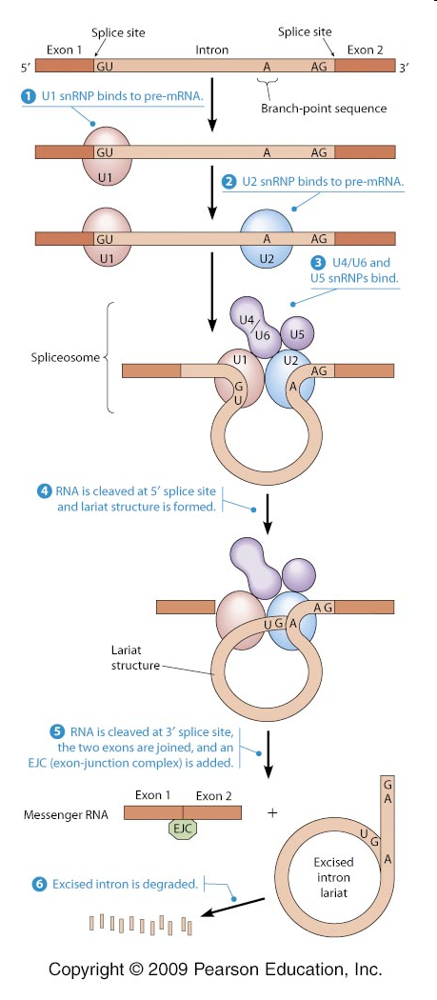 Splice site
Splice site
Exon 1
Intron
Exon 2
5′
GU
A
AG
3′
Branch-point sequence
1 U1 snRNP binds to pre-mRNA.
GU
A
AG
U1
2 U2 snRNP binds to pre-mRNA.
GU
A
AG
U1
U2
3 U4/U6 and
U5 snRNPs bind.
U4/
U6
U5
Spliceosome
U1
U2
AG
G
U
A
4 RNA is cleaved at 5′ splice site
and lariat structure is formed.
A G
U G A
Lariat
structure
5 RNA is cleaved at 3′ splice site,
the two exons are joined, and an
EJC (exon-junction complex) is added.
Exon 1
Exon 2
Messenger RNA
+
EJC
G
A
U
G
A
Excised
intron
lariat
6 Excised intron is degraded.
Copyright © 2009 Pearson Education, Inc.